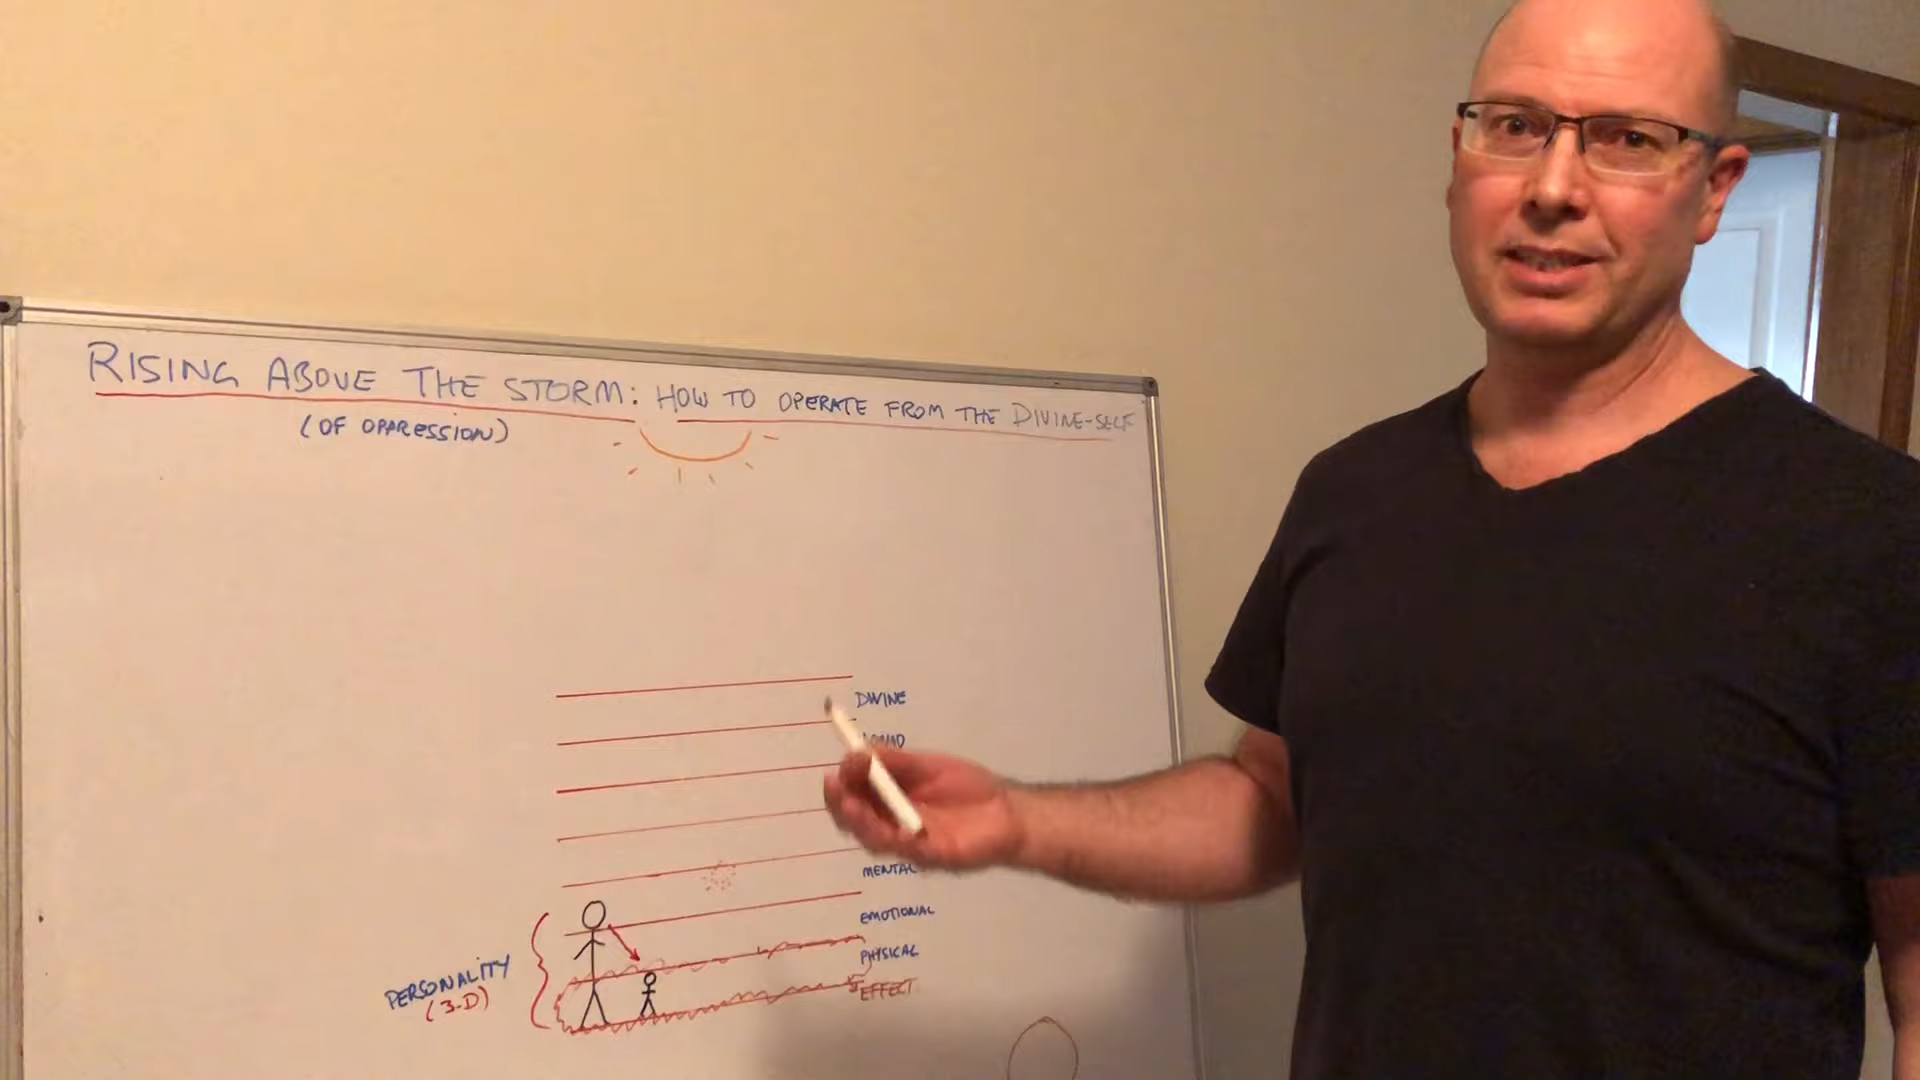 RISING ABOVE THE STORM: HOW TO OPERATE FROM THE DIVINE-SELF
(OF OPPRESSION)
DIVINE
MENTAL
EMOTIONAL
PHYSICAL
EFFECT
PERSONALITY
(3-D)